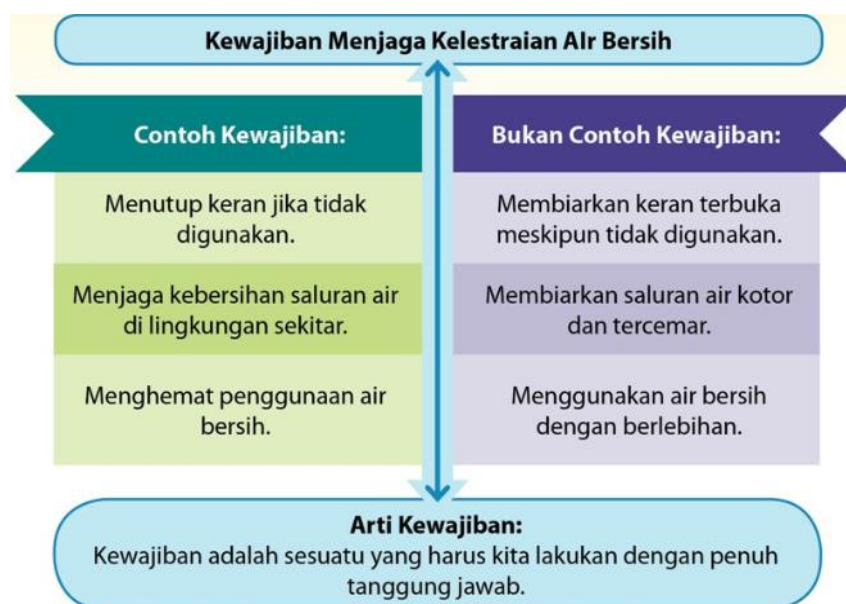 Kewajiban Menjaga Kelestraian AIr Bersih
Contoh Kewajiban:
Menutup keran jika tidak
digunakan.
Menjaga kebersihan saluran air
di lingkungan sekitar.
Menghemat penggunaan air
bersih.
Bukan Contoh Kewajiban:
Membiarkan keran terbuka
meskipun tidak digunakan.
Membiarkan saluran air kotor
dan tercemar.
Menggunakan air bersih
dengan berlebihan.
Arti Kewajiban:
Kewajiban adalah sesuatu yang harus kita lakukan dengan penuh
tanggung jawab.